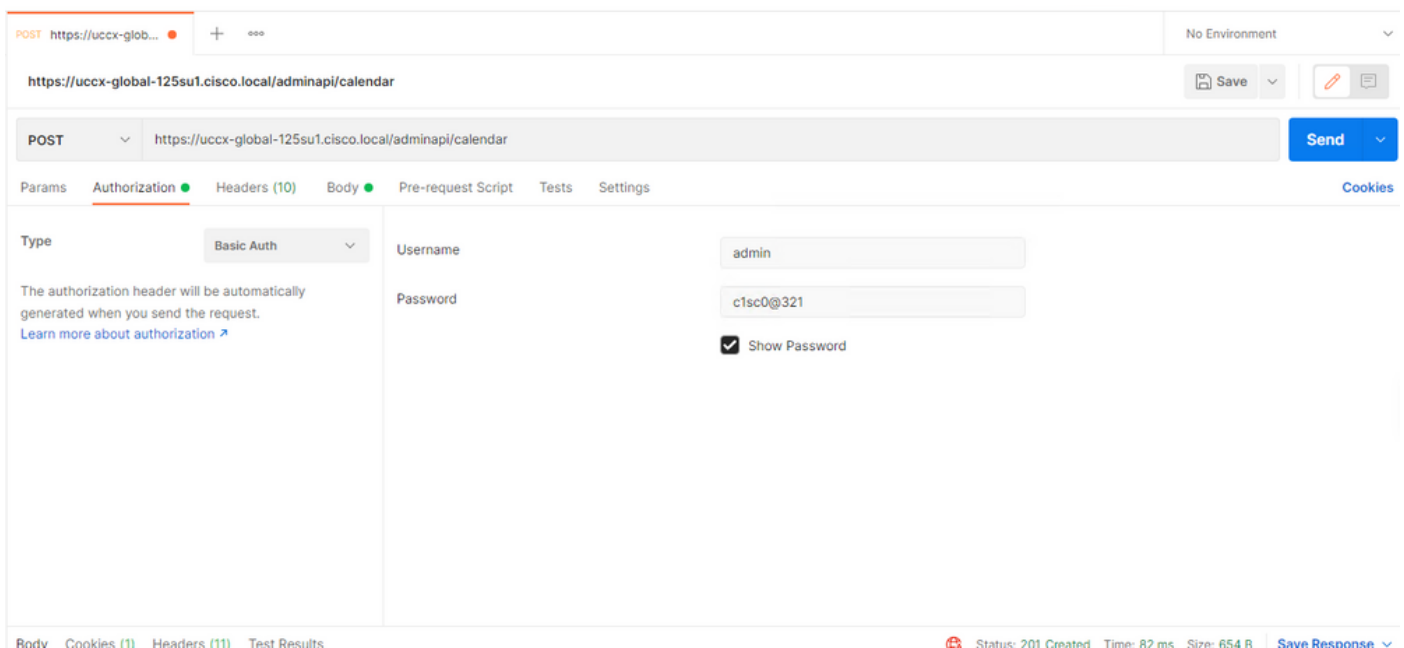 POST https://uccx-glob... No Environment
https://uccx-global-125su1.cisco.local/adminapi/calendar Save
POST https://uccx-global-125su1.cisco.local/adminapi/calendar Send
Params Authorization Headers (10) Body Pre-request Script Tests Settings Cookies
Type Basic Auth
The authorization header will be automatically
generated when you send the request.
Learn more about authorization ↗
Username admin
Password c1sc0@321
Show Password
Body Cookies (1) Headers (11) Test Results Status: 201 Created Time: 82 ms Size: 654 B Save Response